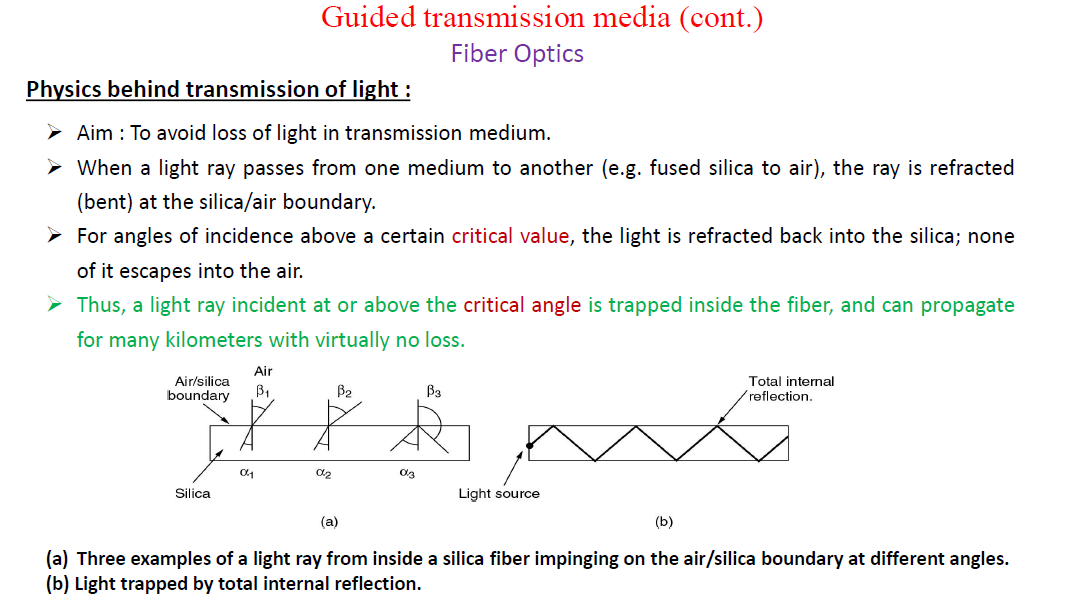 Guided transmission media (cont.)
Fiber Optics
Physics behind transmission of light :
➢ Aim : To avoid loss of light in transmission medium.
➢ When a light ray passes from one medium to another (e.g. fused silica to air), the ray is refracted
(bent) at the silica/air boundary.
➢ For angles of incidence above a certain critical value, the light is refracted back into the silica; none
of it escapes into the air.
➢ Thus, a light ray incident at or above the critical angle is trapped inside the fiber, and can propagate
for many kilometers with virtually no loss.
Air/silica
boundary
Air
β1
β2
β3
Total internal
reflection.
α1
α2
α3
Silica
Light source
(a)
(b)
(a) Three examples of a light ray from inside a silica fiber impinging on the air/silica boundary at different angles.
(b) Light trapped by total internal reflection.